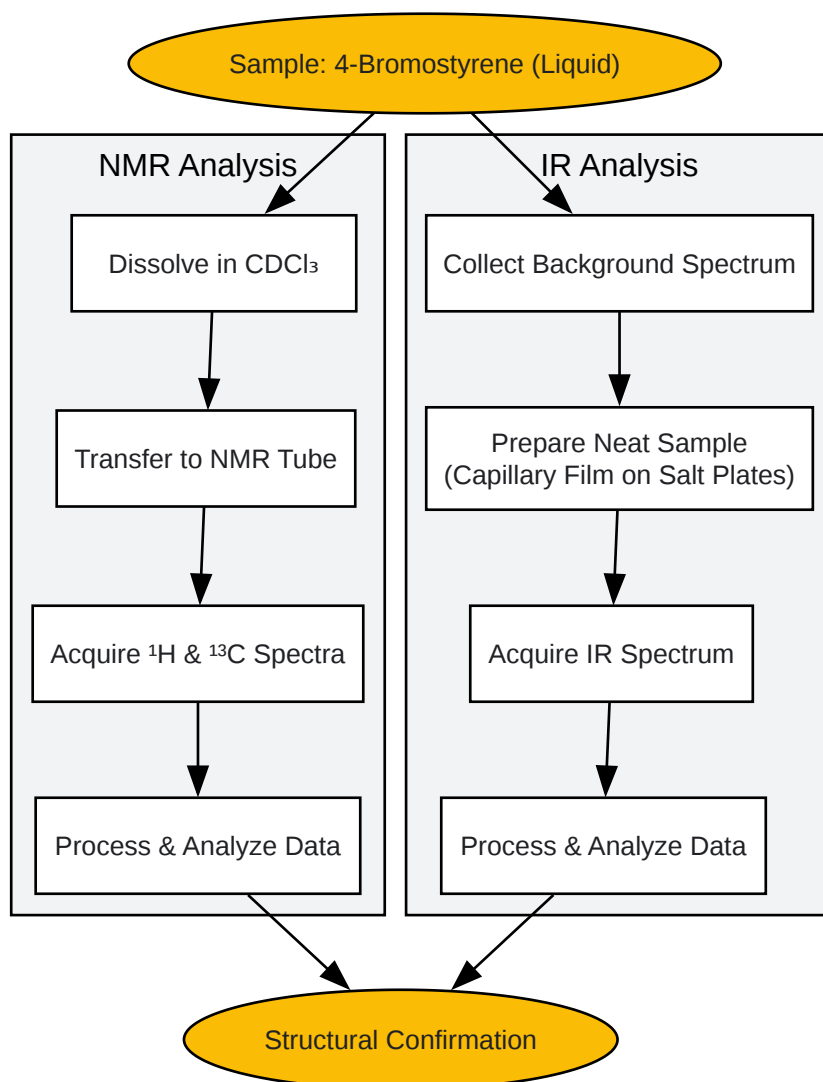 Sample: 4-Bromostyrene (Liquid)
NMR Analysis
Dissolve in CDCl₃
Transfer to NMR Tube
Acquire ¹H & ¹³C Spectra
Process & Analyze Data
IR Analysis
Collect Background Spectrum
Prepare Neat Sample
(Capillary Film on Salt Plates)
Acquire IR Spectrum
Process & Analyze Data
Structural Confirmation